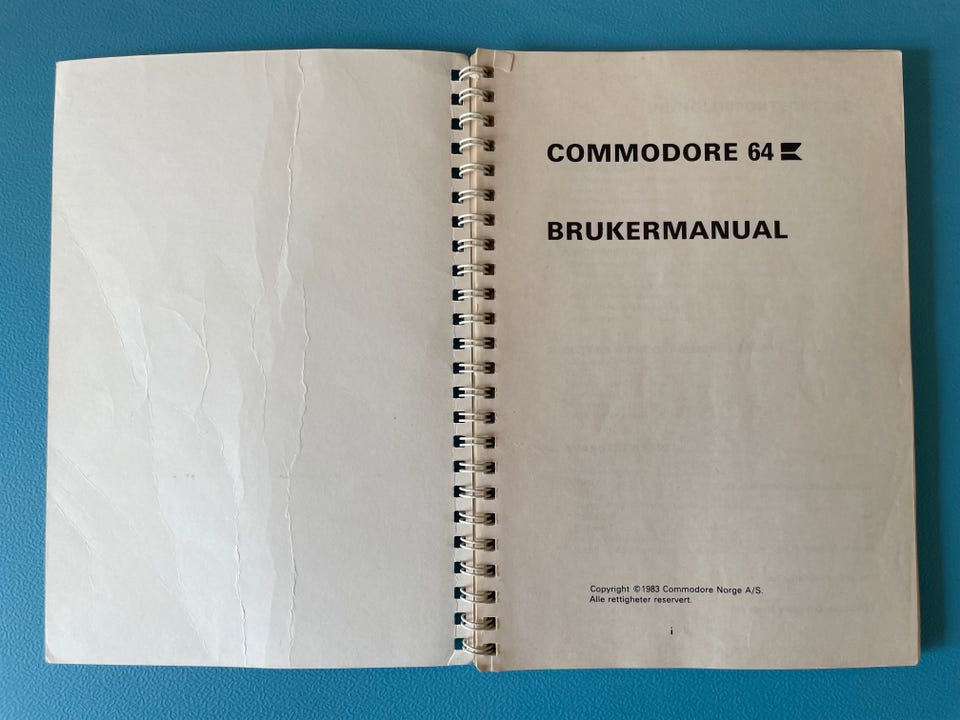 COMMODORE 64
BRUKERMANUAL
Copyright ©1983 Commodore Norge A/S.
Alle rettigheter reservert.
i